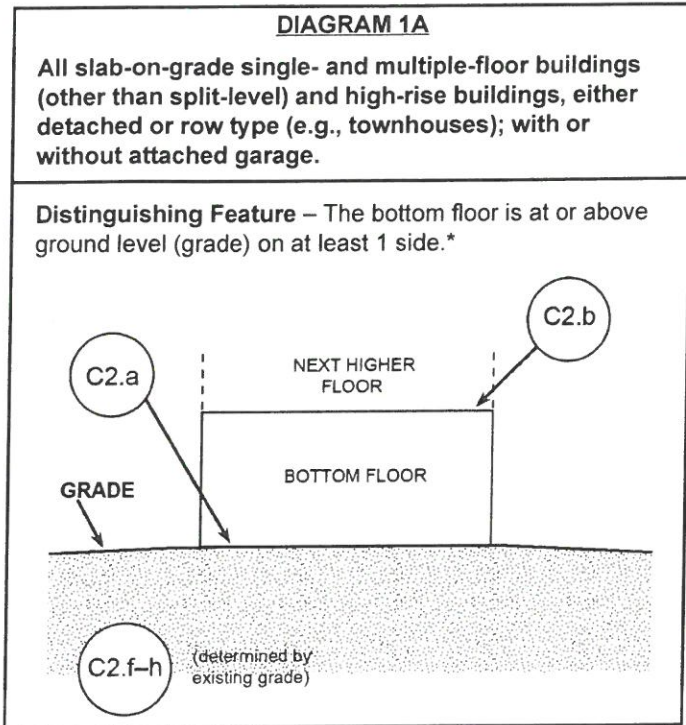 DIAGRAM 1A
All slab-on-grade single- and multiple-floor buildings
(other than split-level) and high-rise buildings, either
detached or row type (e.g., townhouses); with or
without attached garage.
Distinguishing Feature – The bottom floor is at or above
ground level (grade) on at least 1 side.*
C2.b
NEXT HIGHER
FLOOR
C2.a
BOTTOM FLOOR
GRADE
C2.f–h
(determined by
existing grade)